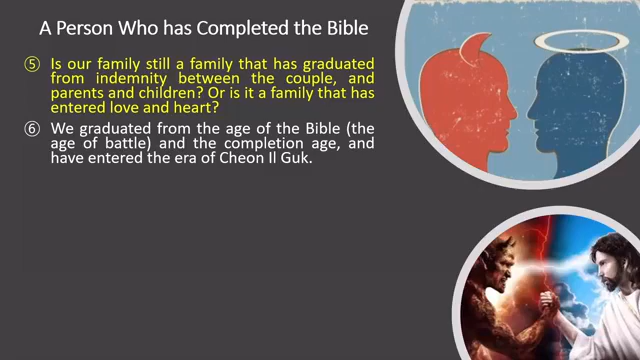 A Person Who has Completed the Bible
⑤ Is our family still a family that has graduated
from indemnity between the couple, and
parents and children? Or is it a family that has
entered love and heart?
⑥ We graduated from the age of the Bible (the
age of battle) and the completion age, and
have entered the era of Cheon Il Guk.